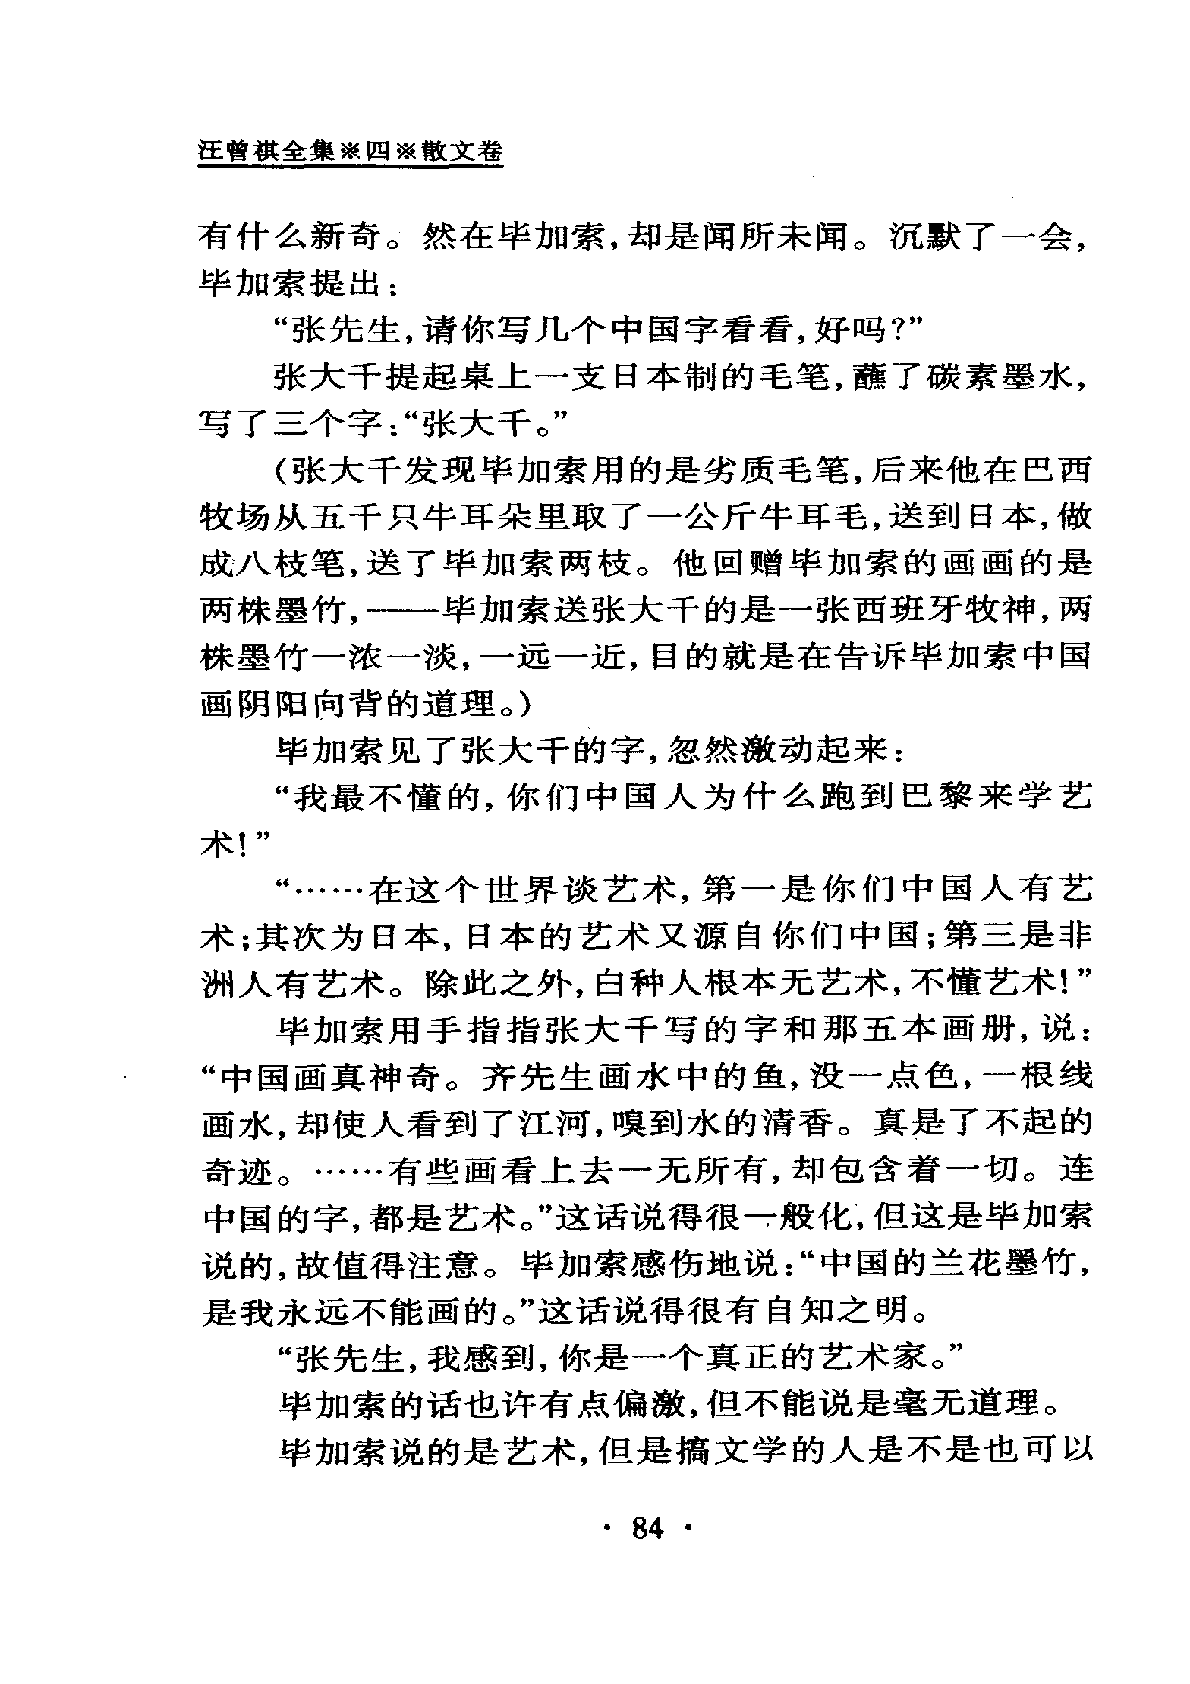 汪曾祺全集※四※散文卷
有什么新奇。然在毕加索,却是闻所未闻。沉默了一会,
毕加索提出:
“张先生,请你写几个中国字看看,好吗?”
张大千提起桌上一支日本制的毛笔,蘸了碳素墨水,
写了三个字:“张大千。”
(张大千发现毕加索用的是劣质毛笔,后来他在巴西
牧场从五千只牛耳朵里取了一公斤牛耳毛,送到日本,做
成八枝笔,送了毕加索两枝。他回赠毕加索的画画的是
两株墨竹,——毕加索送张大千的是一张西班牙牧神,两
株墨竹一浓一淡,一远一近,目的就是在告诉毕加索中国
画阴阳向背的道理。)
毕加索见了张大千的字,忽然激动起来:
“我最不懂的,你们中国人为什么跑到巴黎来学艺
术!”
“……在这个世界谈艺术,第一是你们中国人有艺
术;其次为日本,日本的艺术又源自你们中国;第三是非
洲人有艺术。除此之外,白种人根本无艺术,不懂艺术!”
毕加索用手指指张大千写的字和那五本画册,说:
“中国画真神奇。齐先生画水中的鱼,没一点色,一根线
画水,却使人看到了江河,嗅到水的清香。真是了不起的
奇迹。……有些画看上去一无所有,却包含着一切。连
中国的字,都是艺术。”这话说得很一般化,但这是毕加索
说的,故值得注意。毕加索感伤地说:“中国的兰花墨竹,
是我永远不能画的。”这话说得很有自知之明。
“张先生,我感到,你是一个真正的艺术家。”
毕加索的话也许有点偏激,但不能说是毫无道理。
毕加索说的是艺术,但是搞文学的人是不是也可以
· 84 ·